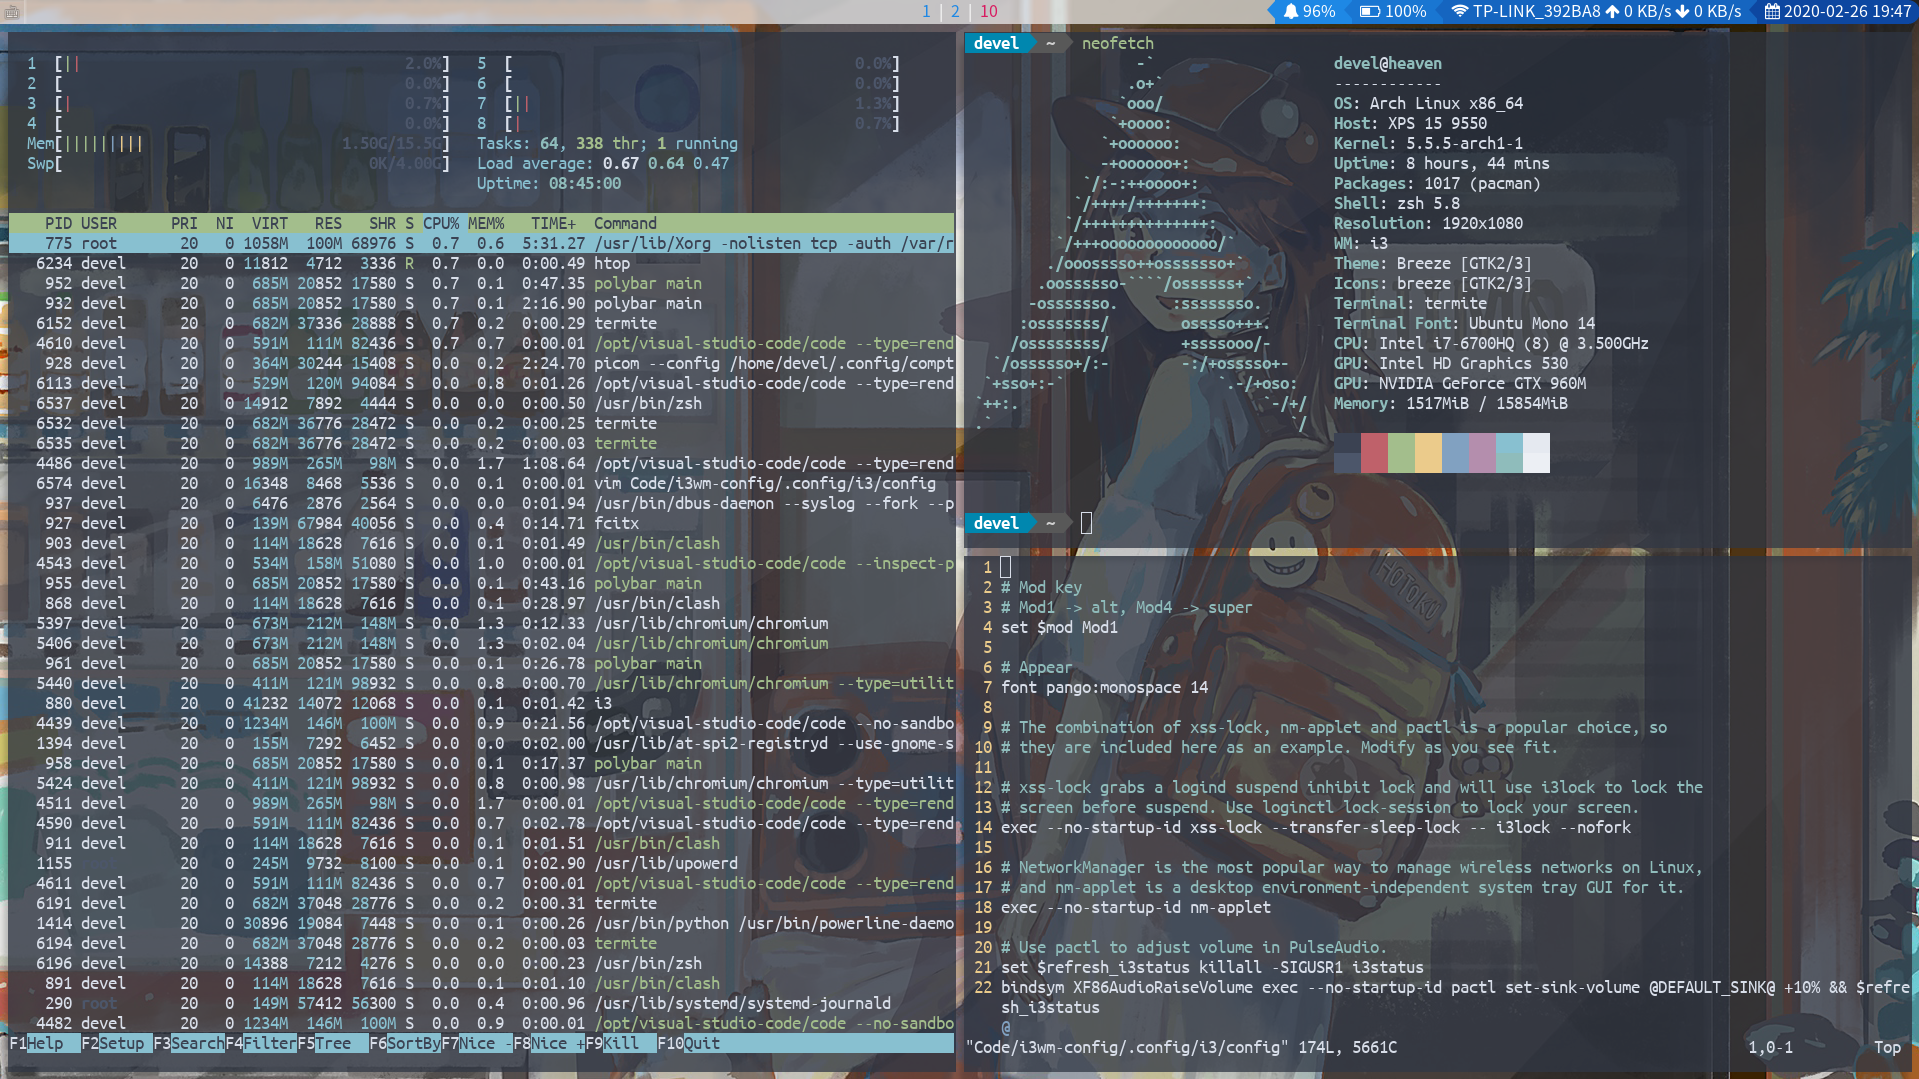 1 | 2 | 10
96% 100% TP-LINK_392BA8 0 KB/s 0 KB/s 2020-02-26 19:47
1 [|| 2.0%] 5 [ 0.0%]
2 [ 0.0%] 6 [ 0.0%]
3 [| 0.7%] 7 [|| 1.3%]
4 [ 0.0%] 8 [| 0.7%]
Mem[||||||||| 1.50G/15.5G] Tasks: 64, 338 thr; 1 running
Swp[ 0K/4.00G] Load average: 0.67 0.64 0.47
Uptime: 08:45:00
PID USER PRI NI VIRT RES SHR S CPU% MEM% TIME+ Command
775 root 20 0 1058M 100M 68976 S 0.7 0.6 5:31.27 /usr/lib/Xorg -nolisten tcp -auth /var/r
6234 devel 20 0 11812 4712 3336 R 0.7 0.0 0:00.49 htop
952 devel 20 0 685M 20852 17580 S 0.7 0.1 0:47.35 polybar main
932 devel 20 0 685M 20852 17580 S 0.7 0.1 2:16.90 polybar main
6152 devel 20 0 682M 37336 28888 S 0.7 0.2 0:00.29 termite
4610 devel 20 0 591M 111M 82436 S 0.7 0.7 0:00.01 /opt/visual-studio-code/code --type=rend
928 devel 20 0 364M 30244 15408 S 0.0 0.2 2:24.70 picom --config /home/devel/.config/compt
6113 devel 20 0 529M 120M 94084 S 0.0 0.8 0:01.26 /opt/visual-studio-code/code --type=rend
6537 devel 20 0 14912 7892 4444 S 0.0 0.0 0:00.50 /usr/bin/zsh
6532 devel 20 0 682M 36776 28472 S 0.0 0.2 0:00.25 termite
6535 devel 20 0 682M 36776 28472 S 0.0 0.2 0:00.03 termite
4486 devel 20 0 989M 265M 98M S 0.0 1.7 1:08.64 /opt/visual-studio-code/code --type=rend
6574 devel 20 0 16348 8468 5536 S 0.0 0.1 0:00.01 vim Code/i3wm-config/.config/i3/config
937 devel 20 0 6476 2876 2564 S 0.0 0.0 0:01.94 /usr/bin/dbus-daemon --syslog --fork --p
927 devel 20 0 139M 67984 40056 S 0.0 0.4 0:14.71 fcitx
903 devel 20 0 114M 18628 7616 S 0.0 0.1 0:01.49 /usr/bin/clash
4543 devel 20 0 534M 158M 51080 S 0.0 1.0 0:00.01 /opt/visual-studio-code/code --inspect-p
955 devel 20 0 685M 20852 17580 S 0.0 0.1 0:43.16 polybar main
868 devel 20 0 114M 18628 7616 S 0.0 0.1 0:28.97 /usr/bin/clash
5397 devel 20 0 673M 212M 148M S 0.0 1.3 0:12.33 /usr/lib/chromium/chromium
5406 devel 20 0 673M 212M 148M S 0.0 1.3 0:02.04 /usr/lib/chromium/chromium
961 devel 20 0 685M 20852 17580 S 0.0 0.1 0:26.78 polybar main
5440 devel 20 0 411M 121M 98932 S 0.0 0.8 0:00.70 /usr/lib/chromium/chromium --type=utilit
880 devel 20 0 41232 14072 12068 S 0.0 0.1 0:01.42 i3
4439 devel 20 0 1234M 146M 100M S 0.0 0.9 0:21.56 /opt/visual-studio-code/code --no-sandbo
1394 devel 20 0 155M 7292 6452 S 0.0 0.0 0:02.00 /usr/lib/at-spi2-registryd --use-gnome-s
958 devel 20 0 685M 20852 17580 S 0.0 0.1 0:17.37 polybar main
5424 devel 20 0 411M 121M 98932 S 0.0 0.8 0:00.98 /usr/lib/chromium/chromium --type=utilit
4511 devel 20 0 989M 265M 98M S 0.0 1.7 0:00.01 /opt/visual-studio-code/code --type=rend
4590 devel 20 0 591M 111M 82436 S 0.0 0.7 0:02.78 /opt/visual-studio-code/code --type=rend
911 devel 20 0 114M 18628 7616 S 0.0 0.1 0:01.51 /usr/bin/clash
1155 20 0 245M 9732 8100 S 0.0 0.1 0:02.90 /usr/lib/upowerd
4611 devel 20 0 591M 111M 82436 S 0.0 0.7 0:00.01 /opt/visual-studio-code/code --type=rend
6191 devel 20 0 682M 37048 28776 S 0.0 0.2 0:00.31 termite
1414 devel 20 0 30896 19084 7448 S 0.0 0.1 0:00.26 /usr/bin/python /usr/bin/powerline-daemo
6194 devel 20 0 682M 37048 28776 S 0.0 0.2 0:00.03 termite
6196 devel 20 0 14388 7212 4276 S 0.0 0.0 0:00.23 /usr/bin/zsh
891 devel 20 0 114M 18628 7616 S 0.0 0.1 0:01.10 /usr/bin/clash
290 root 20 0 149M 57412 56300 S 0.0 0.4 0:00.96 /usr/lib/systemd/systemd-journald
4482 devel 20 0 1234M 146M 100M S 0.0 0.9 0:00.01 /opt/visual-studio-code/code --no-sandbo
F1Help F2Setup F3SearchF4FilterF5Tree F6SortByF7Nice -F8Nice +F9Kill F10Quit
devel ~ neofetch
-`
.o+`
`ooo/
`+oooo:
`+oooooo:
-+oooooo+:
`/:-:++oooo+:
`/++++/+++++++:
`/++++++++++++++:
`/+++ooooooooooooo/`
./ooosssso++osssssso+`
.oossssso-````/ossssss+`
-osssssso. :ssssssso.
:osssssss/ osssso+++.
/ossssssss/ +ssssooo/-
`/ossssso+/:- -:/+osssso+-
`+sso+:-` `.-/+oso:
`++:. `-/+/
.` `/
devel@heaven
------------
OS: Arch Linux x86_64
Host: XPS 15 9550
Kernel: 5.5.5-arch1-1
Uptime: 8 hours, 44 mins
Packages: 1017 (pacman)
Shell: zsh 5.8
Resolution: 1920x1080
WM: i3
Theme: Breeze [GTK2/3]
Icons: breeze [GTK2/3]
Terminal: termite
Terminal Font: Ubuntu Mono 14
CPU: Intel i7-6700HQ (8) @ 3.500GHz
GPU: Intel HD Graphics 530
GPU: NVIDIA GeForce GTX 960M
Memory: 1517MiB / 15854MiB
devel ~
HOTOKU
1
2 # Mod key
3 # Mod1 -> alt, Mod4 -> super
4 set $mod Mod1
5
6 # Appear
7 font pango:monospace 14
8
9 # The combination of xss-lock, nm-applet and pactl is a popular choice, so
10 # they are included here as an example. Modify as you see fit.
11
12 # xss-lock grabs a logind suspend inhibit lock and will use i3lock to lock the
13 # screen before suspend. Use loginctl lock-session to lock your screen.
14 exec --no-startup-id xss-lock --transfer-sleep-lock -- i3lock --nofork
15
16 # NetworkManager is the most popular way to manage wireless networks on Linux,
17 # and nm-applet is a desktop environment-independent system tray GUI for it.
18 exec --no-startup-id nm-applet
19
20 # Use pactl to adjust volume in PulseAudio.
21 set $refresh_i3status killall -SIGUSR1 i3status
22 bindsym XF86AudioRaiseVolume exec --no-startup-id pactl set-sink-volume @DEFAULT_SINK@ +10% && $refre
sh_i3status
@
"Code/i3wm-config/.config/i3/config" 174L, 5661C 1,0-1 Top